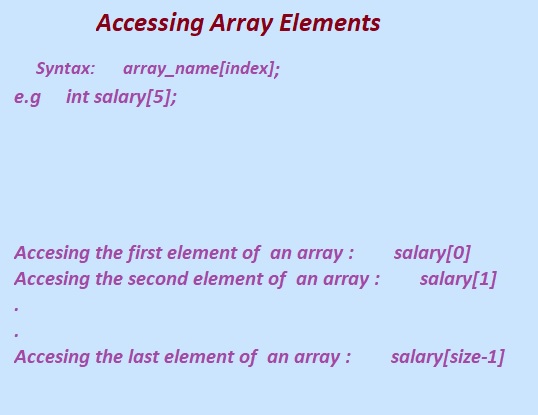 Accessing Array Elements
Syntax: array_name[index];
e.g int salary[5];
Accesing the first element of an array : salary[0]
Accesing the second element of an array : salary[1]
.
.
Accesing the last element of an array : salary[size-1]